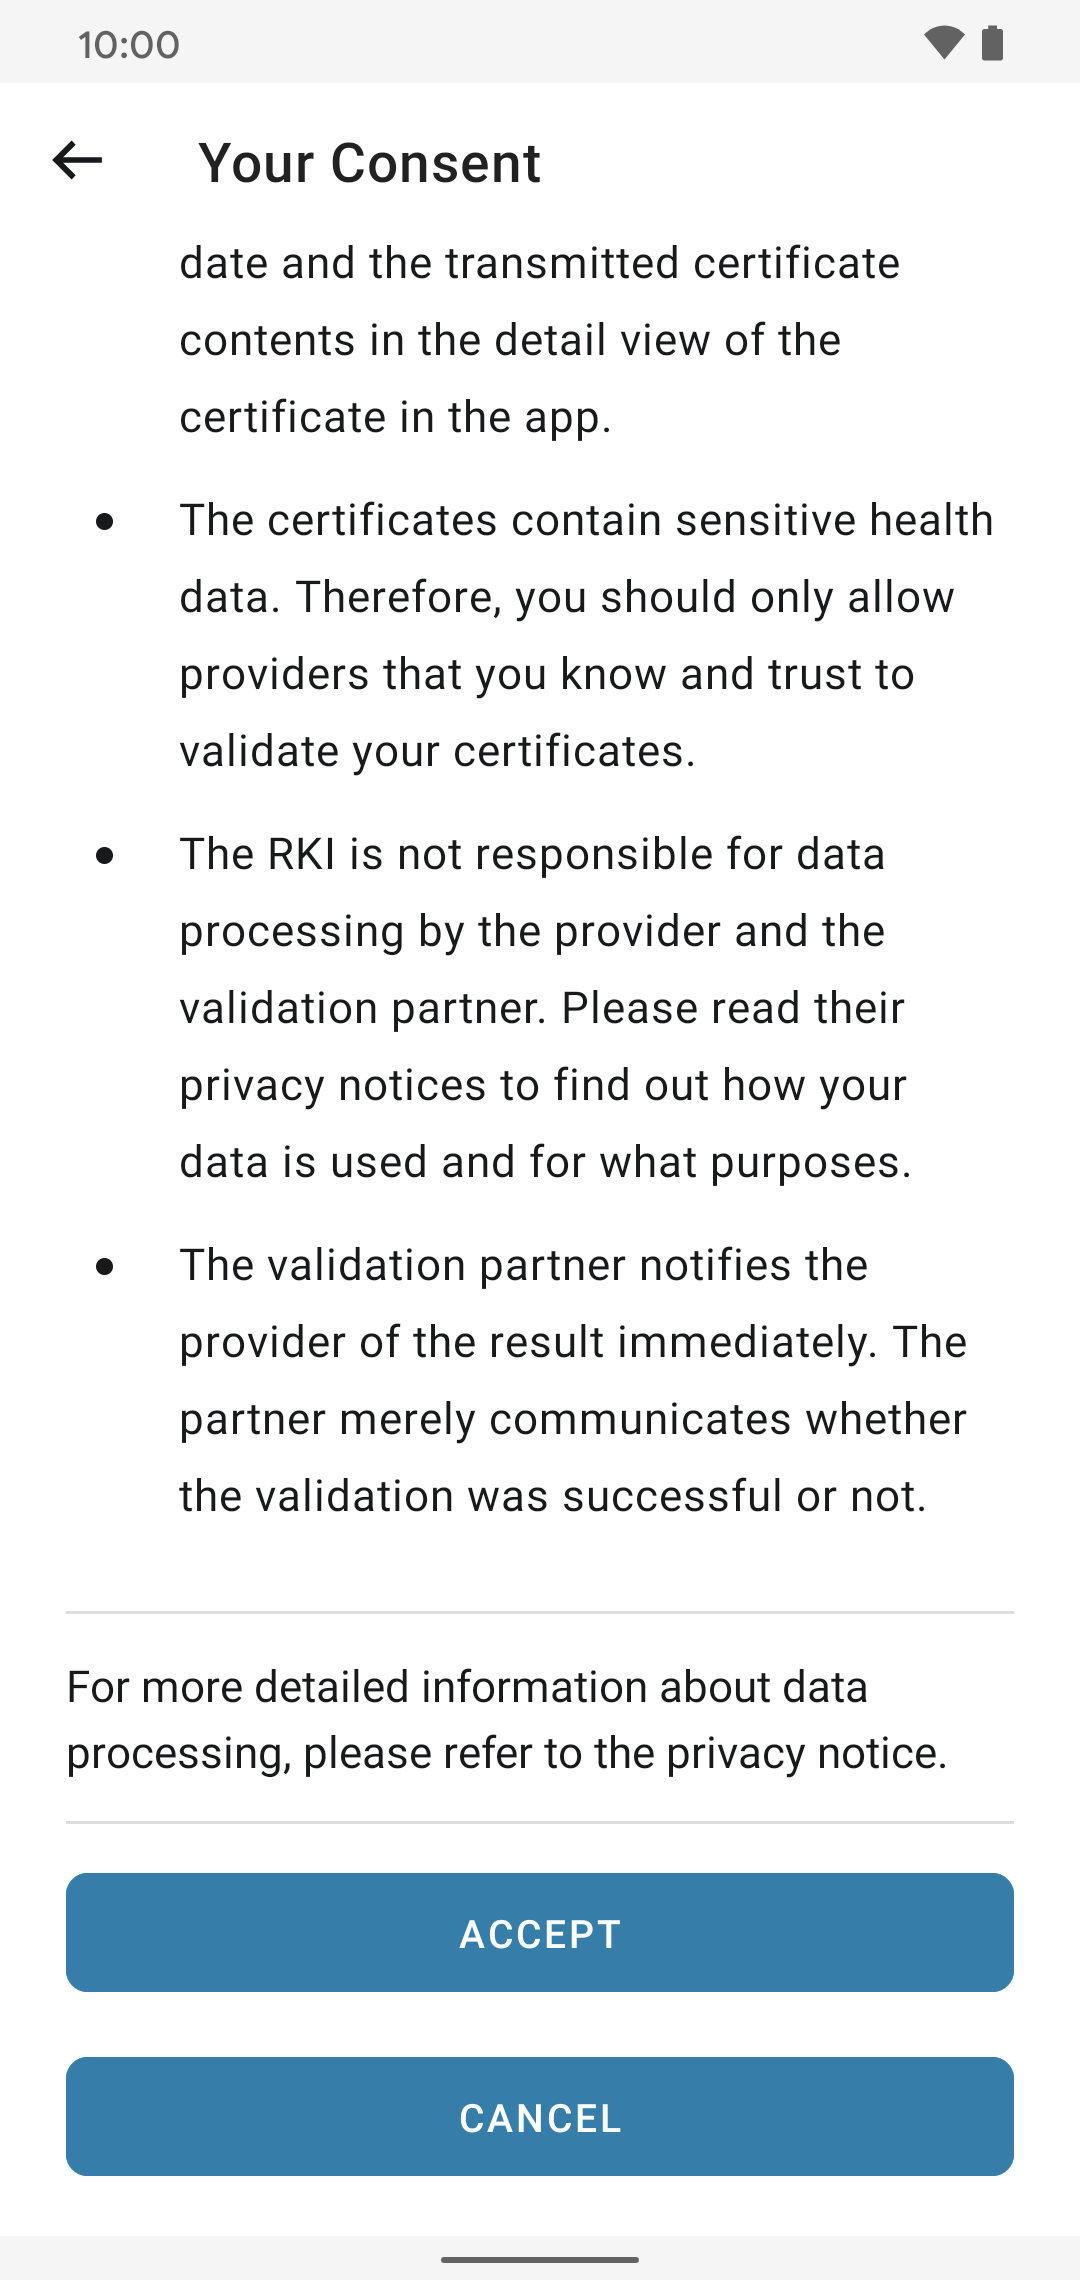 10:00
Your Consent
date and the transmitted certificate
contents in the detail view of the
certificate in the app.
• The certificates contain sensitive health
data. Therefore, you should only allow
providers that you know and trust to
validate your certificates.
• The RKI is not responsible for data
processing by the provider and the
validation partner. Please read their
privacy notices to find out how your
data is used and for what purposes.
• The validation partner notifies the
provider of the result immediately. The
partner merely communicates whether
the validation was successful or not.
For more detailed information about data
processing, please refer to the privacy notice.
ACCEPT
CANCEL